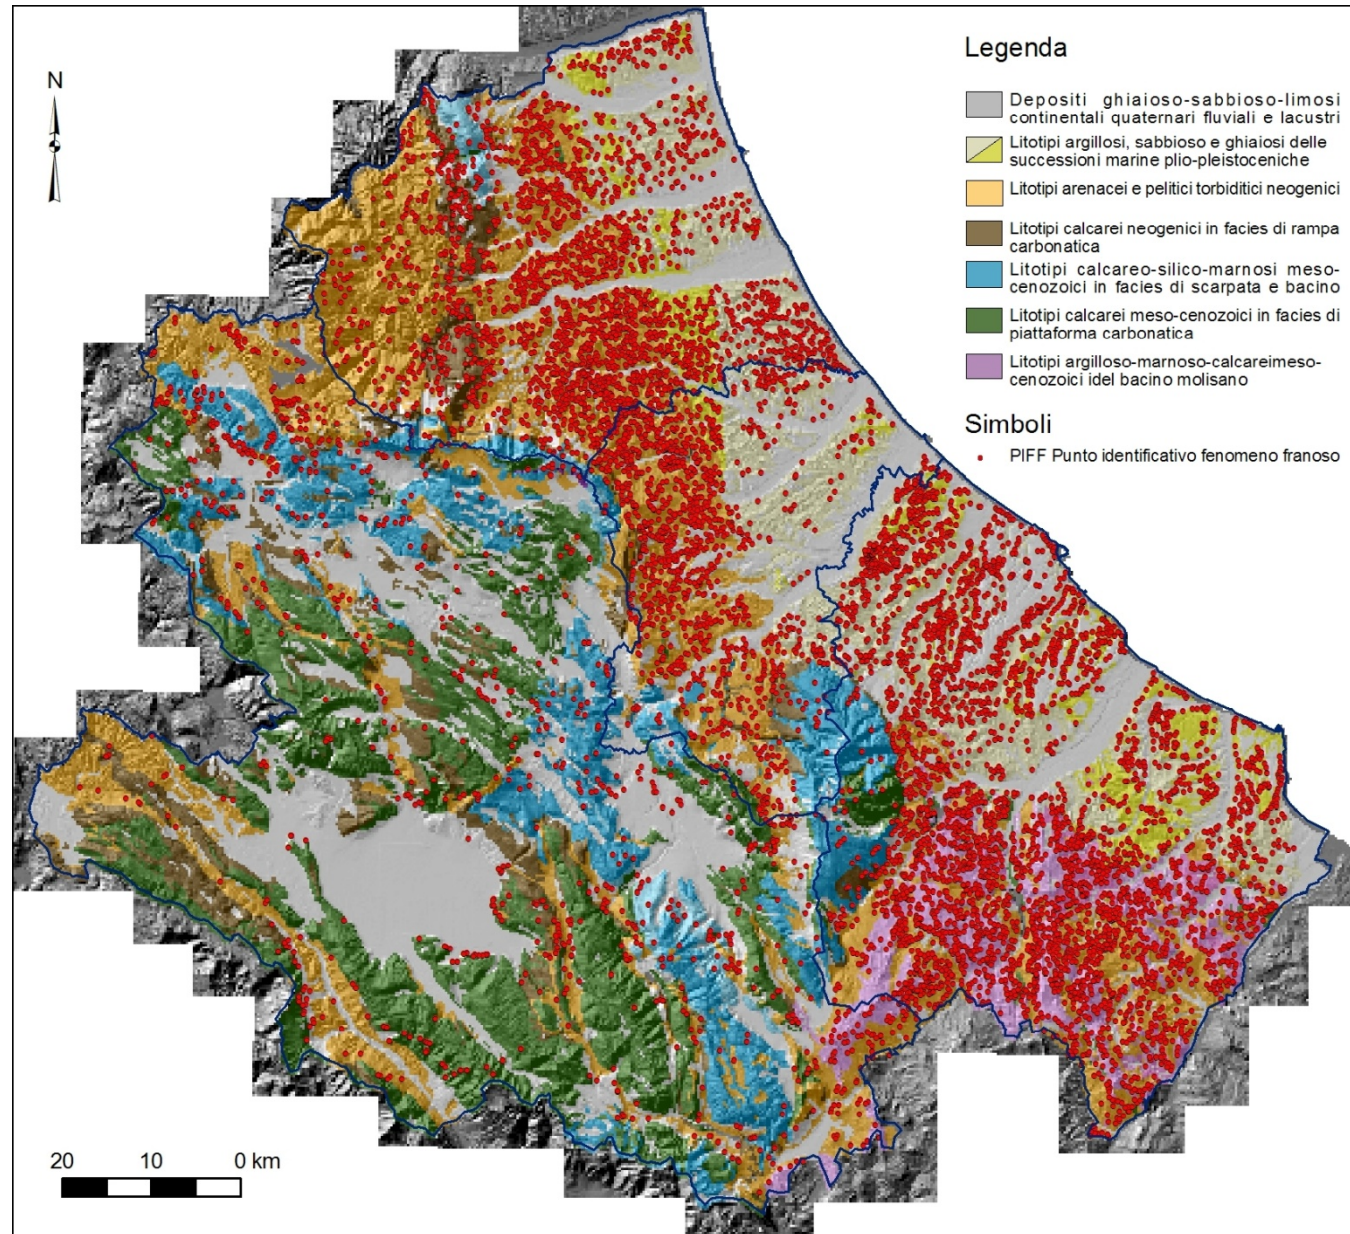 N
Legenda
Depositi ghiaioso-sabbioso-limosi
continentali quaternari fluviali e lacustri
Litotipi argillosi, sabbioso e ghiaiosi delle
successioni marine plio-pleistoceniche
Litotipi arenacei e pelitici torbiditici neogenici
Litotipi calcarei neogenici in facies di rampa
carbonatica
Litotipi calcareo-silico-marnosi meso-
cenozoici in facies di scarpata e bacino
Litotipi calcarei meso-cenozoici in facies di
piattaforma carbonatica
Litotipi argilloso-marnoso-calcareimeso-
cenozoici idel bacino molisano
Simboli
PIFF Punto identificativo fenomeno franoso
20 10 0 km